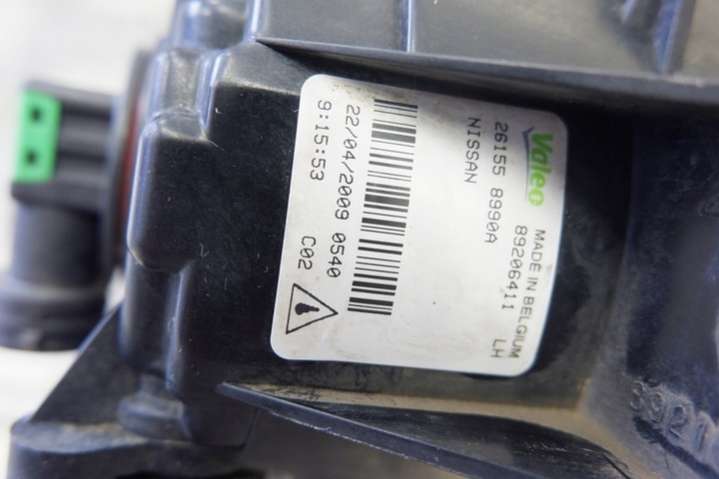 Valeo
MADE IN BELGIUM
89206411 LH
26155 8990A
NISSAN
22/04/2009 0540
9:15:53 C02